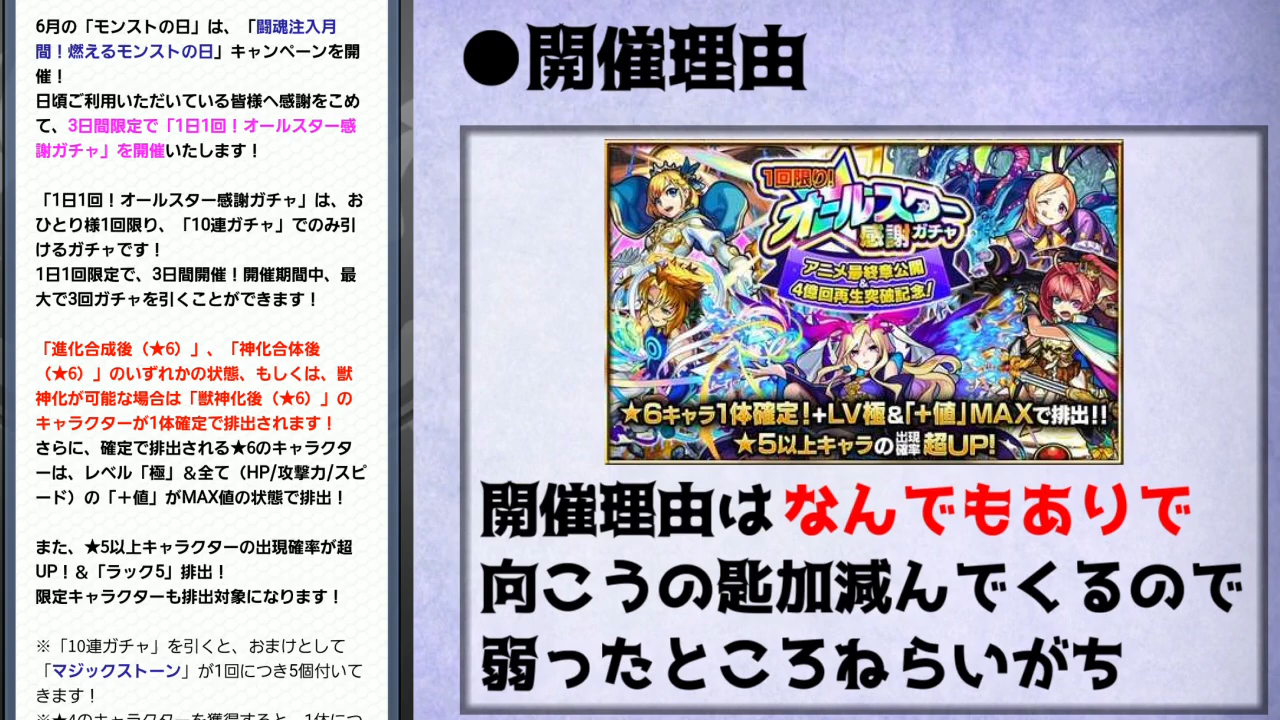 6月の「モンストの日」は、「闘魂注入月
間！燃えるモンストの日」キャンペーンを開
催！
日頃ご利用いただいている皆様へ感謝をこめ
て、3日間限定で「1日1回！オールスター感
謝ガチャ」を開催いたします！
「1日1回！オールスター感謝ガチャ」は、お
ひとり様1回限り、「10連ガチャ」でのみ引
けるガチャです！
1日1回限定で、3日間開催！開催期間中、最
大で3回ガチャを引くことができます！
「進化合成後（★6）」、「神化合体後
（★6）」のいずれかの状態、もしくは、獣
神化が可能な場合は「獣神化後（★6）」の
キャラクターが1体確定で排出されます！
さらに、確定で排出される★6のキャラクタ
ーは、レベル「極」＆全て（HP/攻撃力/スピ
ード）の「＋値」がMAX値の状態で排出！
また、★5以上キャラクターの出現確率が超
UP！＆「ラック5」排出！
限定キャラクターも排出対象になります！
※「10連ガチャ」を引くと、おまけとして
「マジックストーン」が1回につき5個付いて
きます！
※★4のキャラクターを獲得すると、1体につ
●開催理由
1回限り!
オールスター
感謝ガチャ
アニメ最終章公開
&
4億回再生突破記念!
★6キャラ1体確定!+LV極&「+値」MAXで排出!!
★5以上キャラの出現確率超UP!
開催理由はなんでもありで
向こうの匙加減んでくるので
弱ったところねらいがち